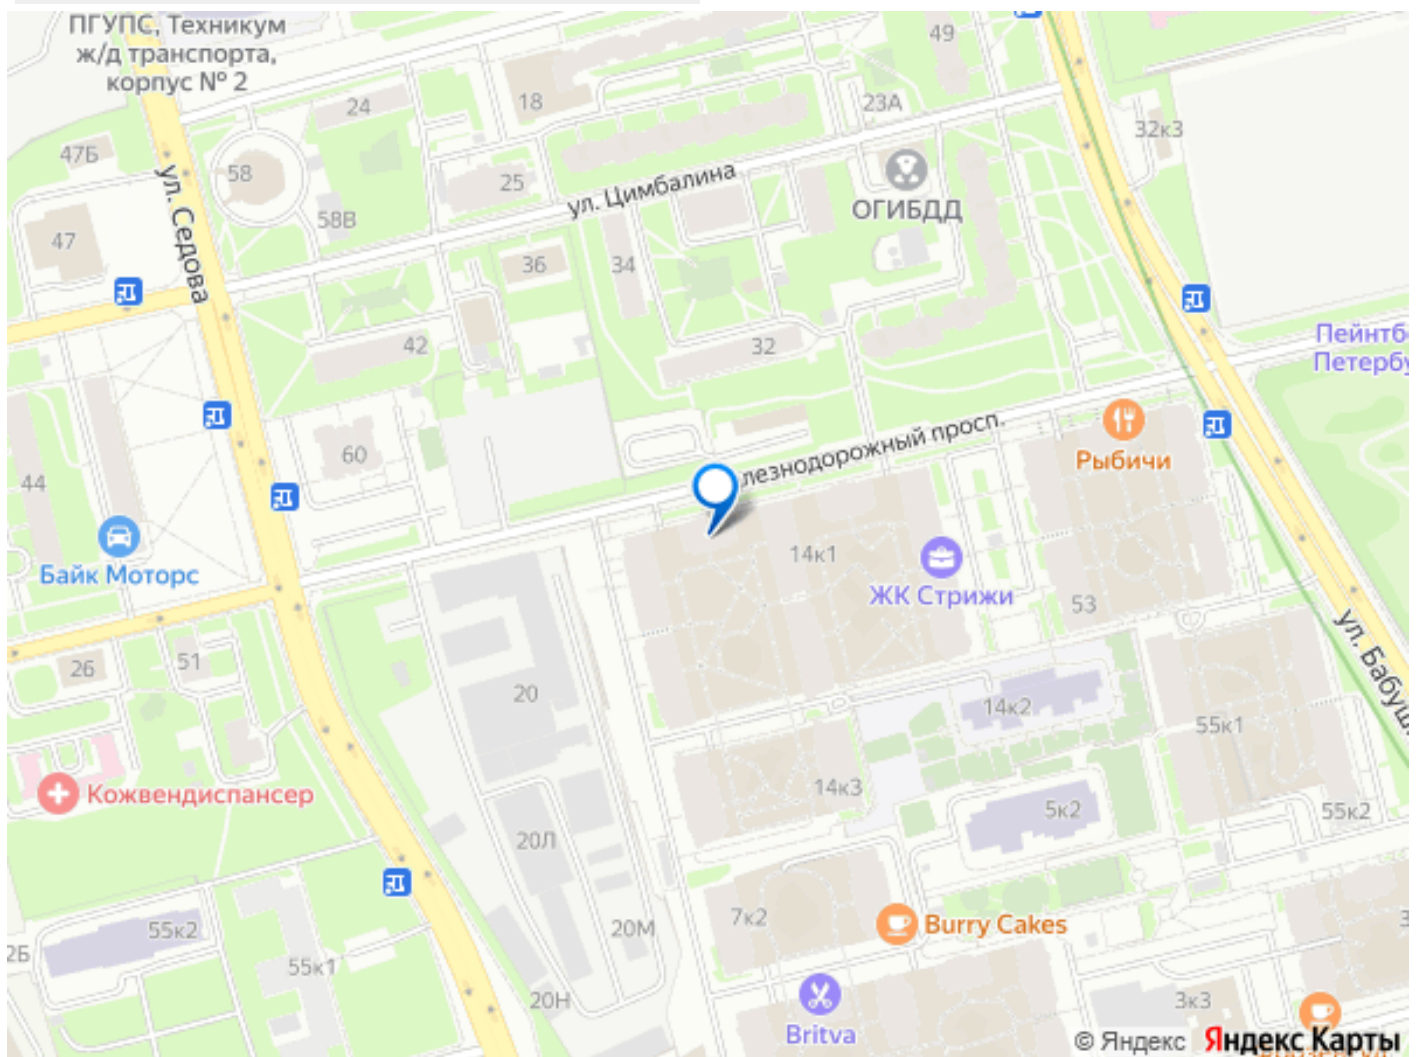 ПГУПС, Техникум
ж/д транспорта,
корпус № 2
49
24
18
23А
32к3
47Б
58
25
ул. Цимбалина
ОГИБДД
58В
ул. Седова
47
36
34
Пейнтб
Петербу
42
32
60
лезнодорожный просп.
Рыбичи
44
14к1
Байк Моторс
ЖК Стрижи
53
ул. Бабуш
26
51
20
14к2
55к1
Кожвендиспансер
14к3
5к2
55к2
20Л
7к2
Burry Cakes
20М
55к2
2Б
55к1
20Н
3к3
Britva
© Яндекс Яндекс Карты